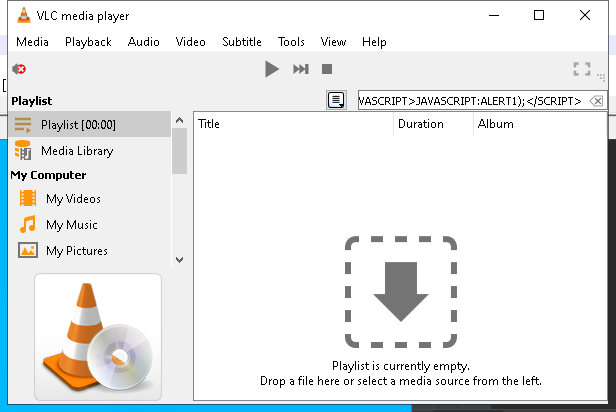 VLC media player
Media Playback Audio Video Subtitle Tools View Help
Playlist
VASCRIPT>JAVASCRIPT:ALERT1);</SCRIPT>
Playlist [00:00]
Title Duration Album
Media Library
My Computer
My Videos
My Music
My Pictures
Playlist is currently empty.
Drop a file here or select a media source from the left.